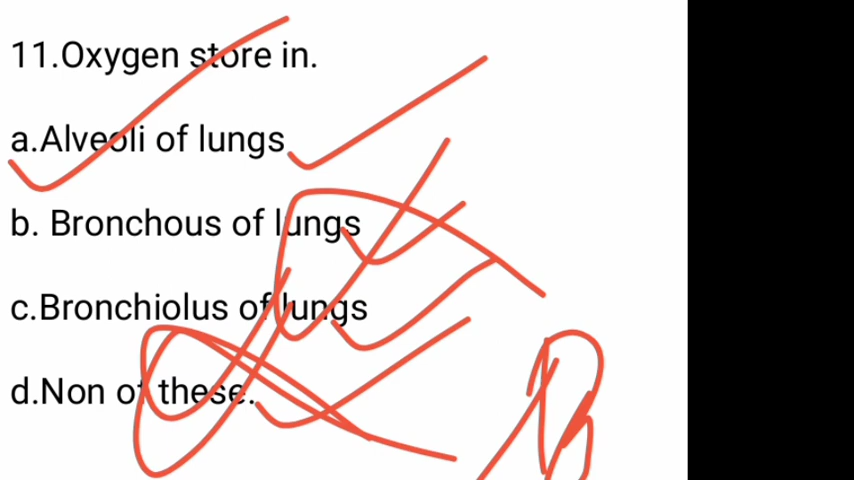 11.Oxygen store in.
a.Alveoli of lungs
b. Bronchous of lungs
c.Bronchiolus of lungs
d.Non of these.